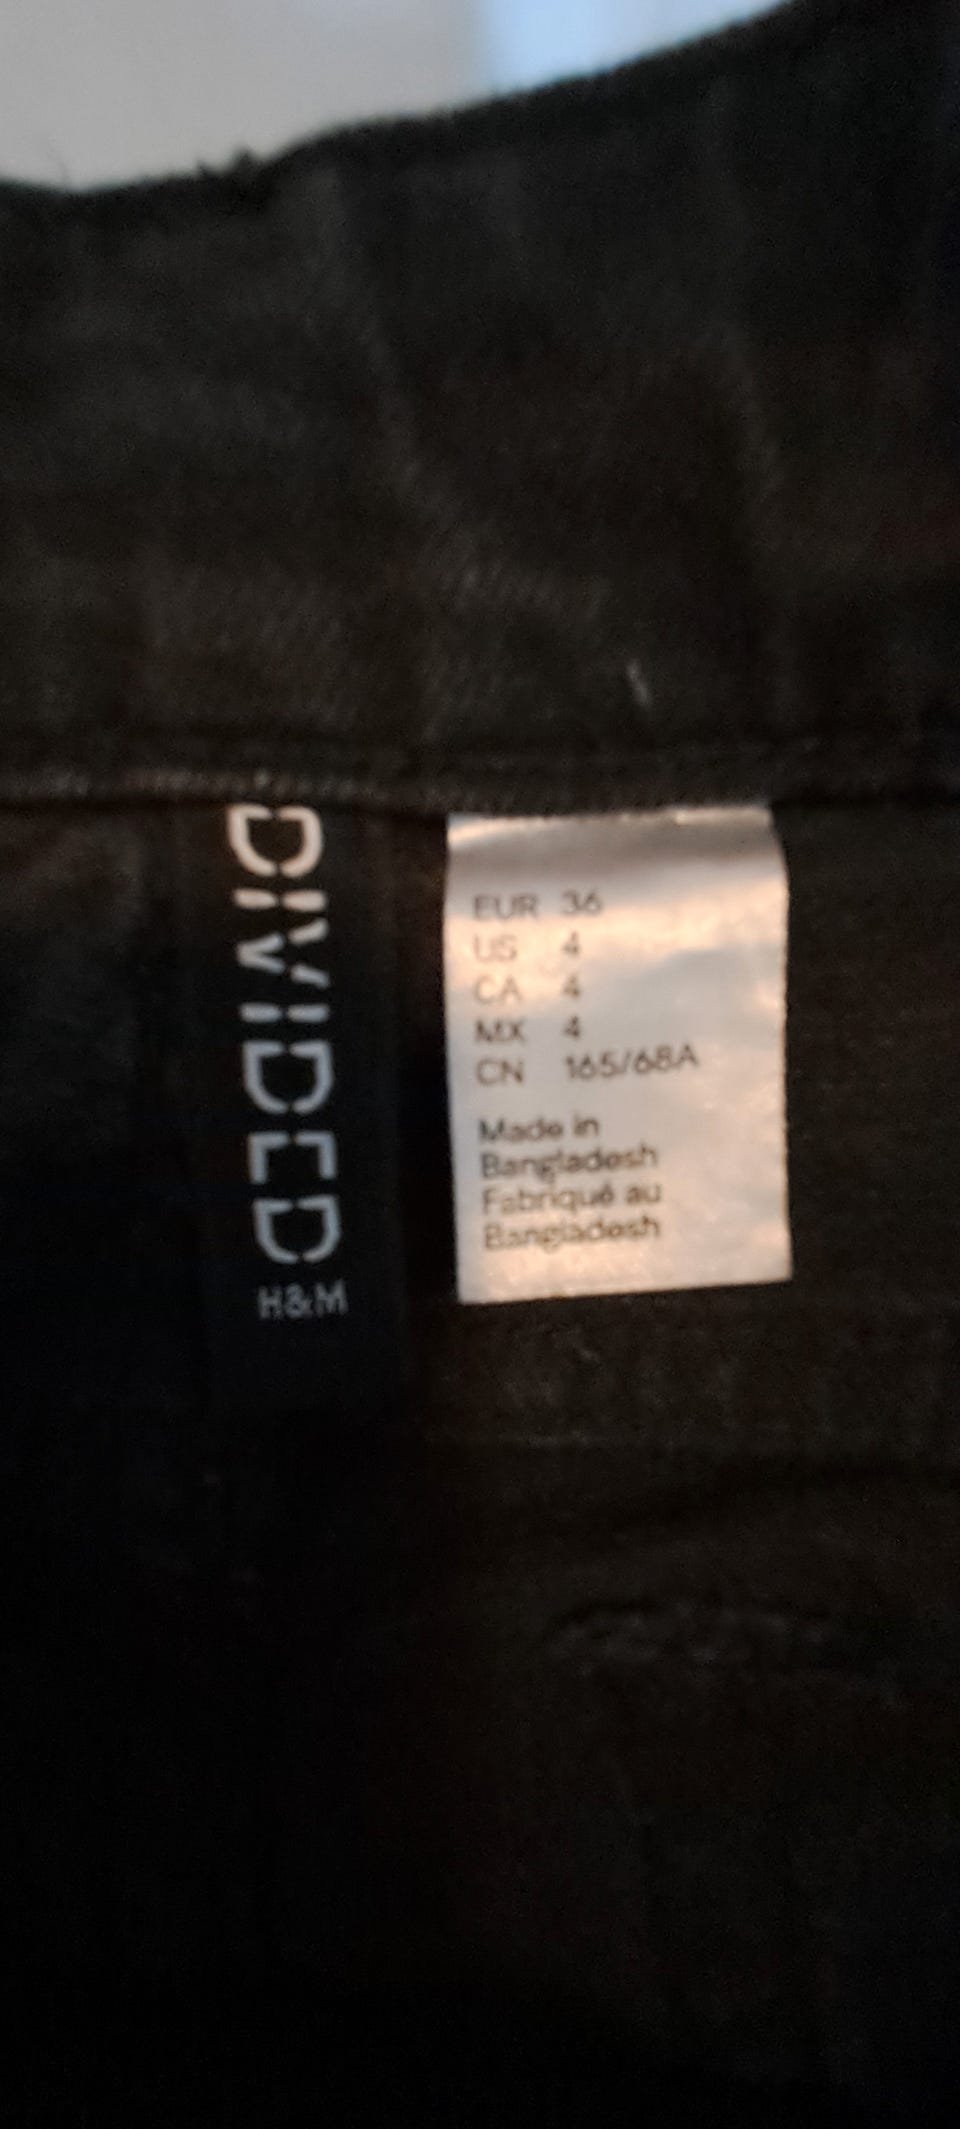 DIVIDED
H&M
EUR 36
US 4
CA 4
MX 4
CN 165/68A
Made in
Bangladesh
Fabriqué au
Bangladesh